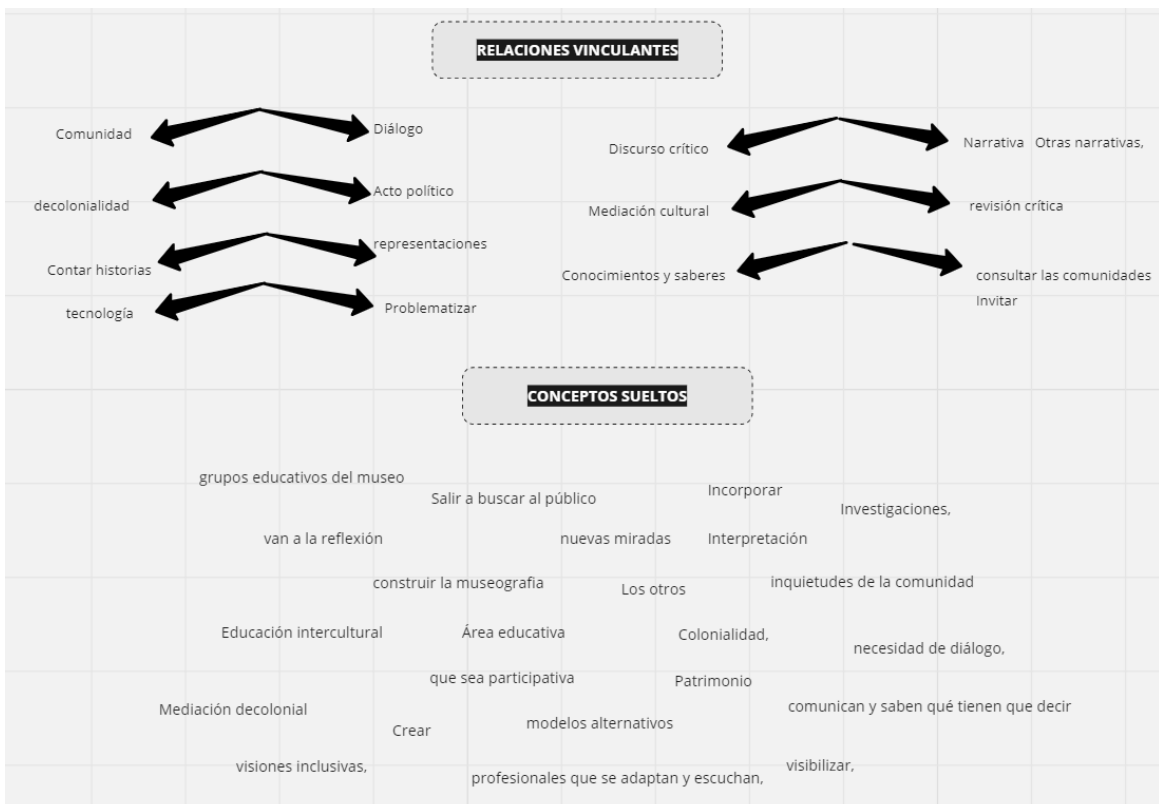 RELACIONES VINCULANTES
Comunidad
Diálogo
decolonialidad
Acto político
Contar historias
representaciones
tecnología
Problematizar
Discurso crítico
Narrativa Otras narrativas,
Mediación cultural
revisión crítica
Conocimientos y saberes
consultar las comunidades
Invitar
CONCEPTOS SUELTOS
grupos educativos del museo
Salir a buscar al público
Incorporar
Investigaciones,
van a la reflexión
nuevas miradas
Interpretación
construir la museografia
Los otros
inquietudes de la comunidad
Educación intercultural
Área educativa
Colonialidad,
necesidad de diálogo,
que sea participativa
Patrimonio
Mediación decolonial
comunican y saben qué tienen que decir
Crear
modelos alternativos
visiones inclusivas,
profesionales que se adaptan y escuchan,
visibilizar,